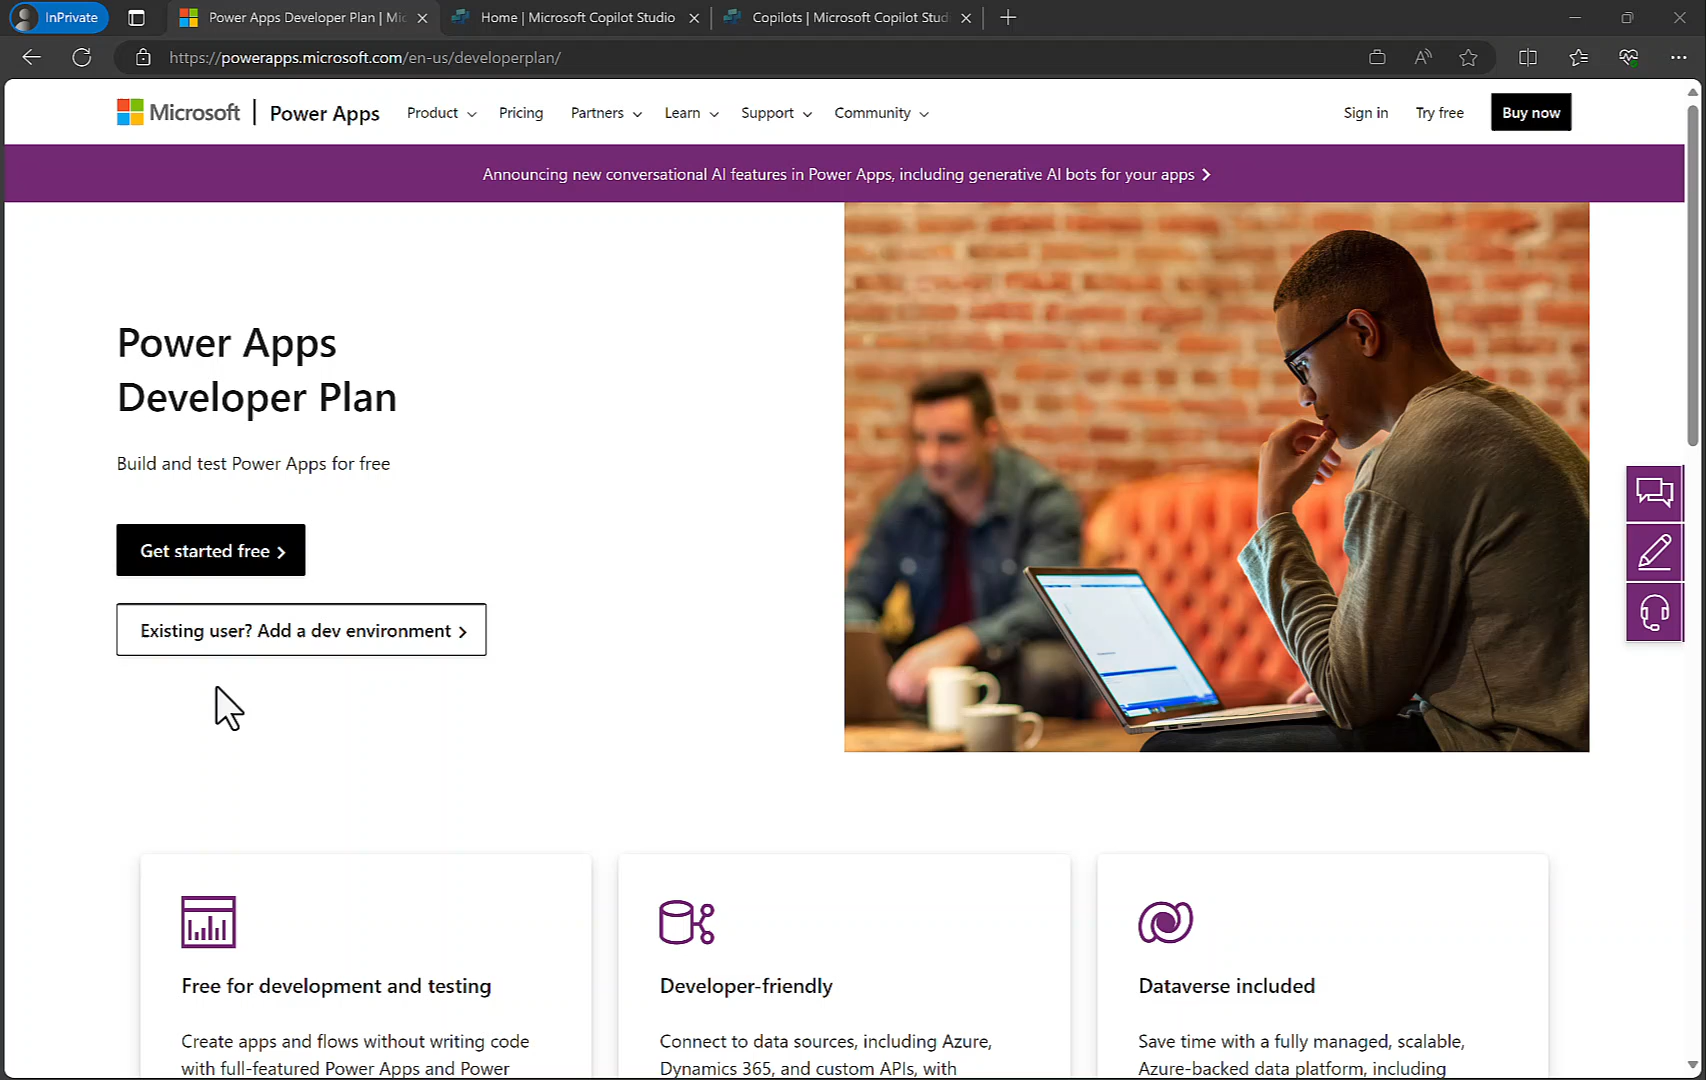 InPrivate
Power Apps Developer Plan | Mic
Home | Microsoft Copilot Studio
Copilots | Microsoft Copilot Stud
https://powerapps.microsoft.com/en-us/developerplan/
Microsoft | Power Apps
Product
Pricing
Partners
Learn
Support
Community
Sign in
Try free
Buy now
Announcing new conversational AI features in Power Apps, including generative AI bots for your apps
Power Apps
Developer Plan
Build and test Power Apps for free
Get started free
Existing user? Add a dev environment
Free for development and testing
Create apps and flows without writing code
with full-featured Power Apps and Power
Developer-friendly
Connect to data sources, including Azure,
Dynamics 365, and custom APIs, with
Dataverse included
Save time with a fully managed, scalable,
Azure-backed data platform, including